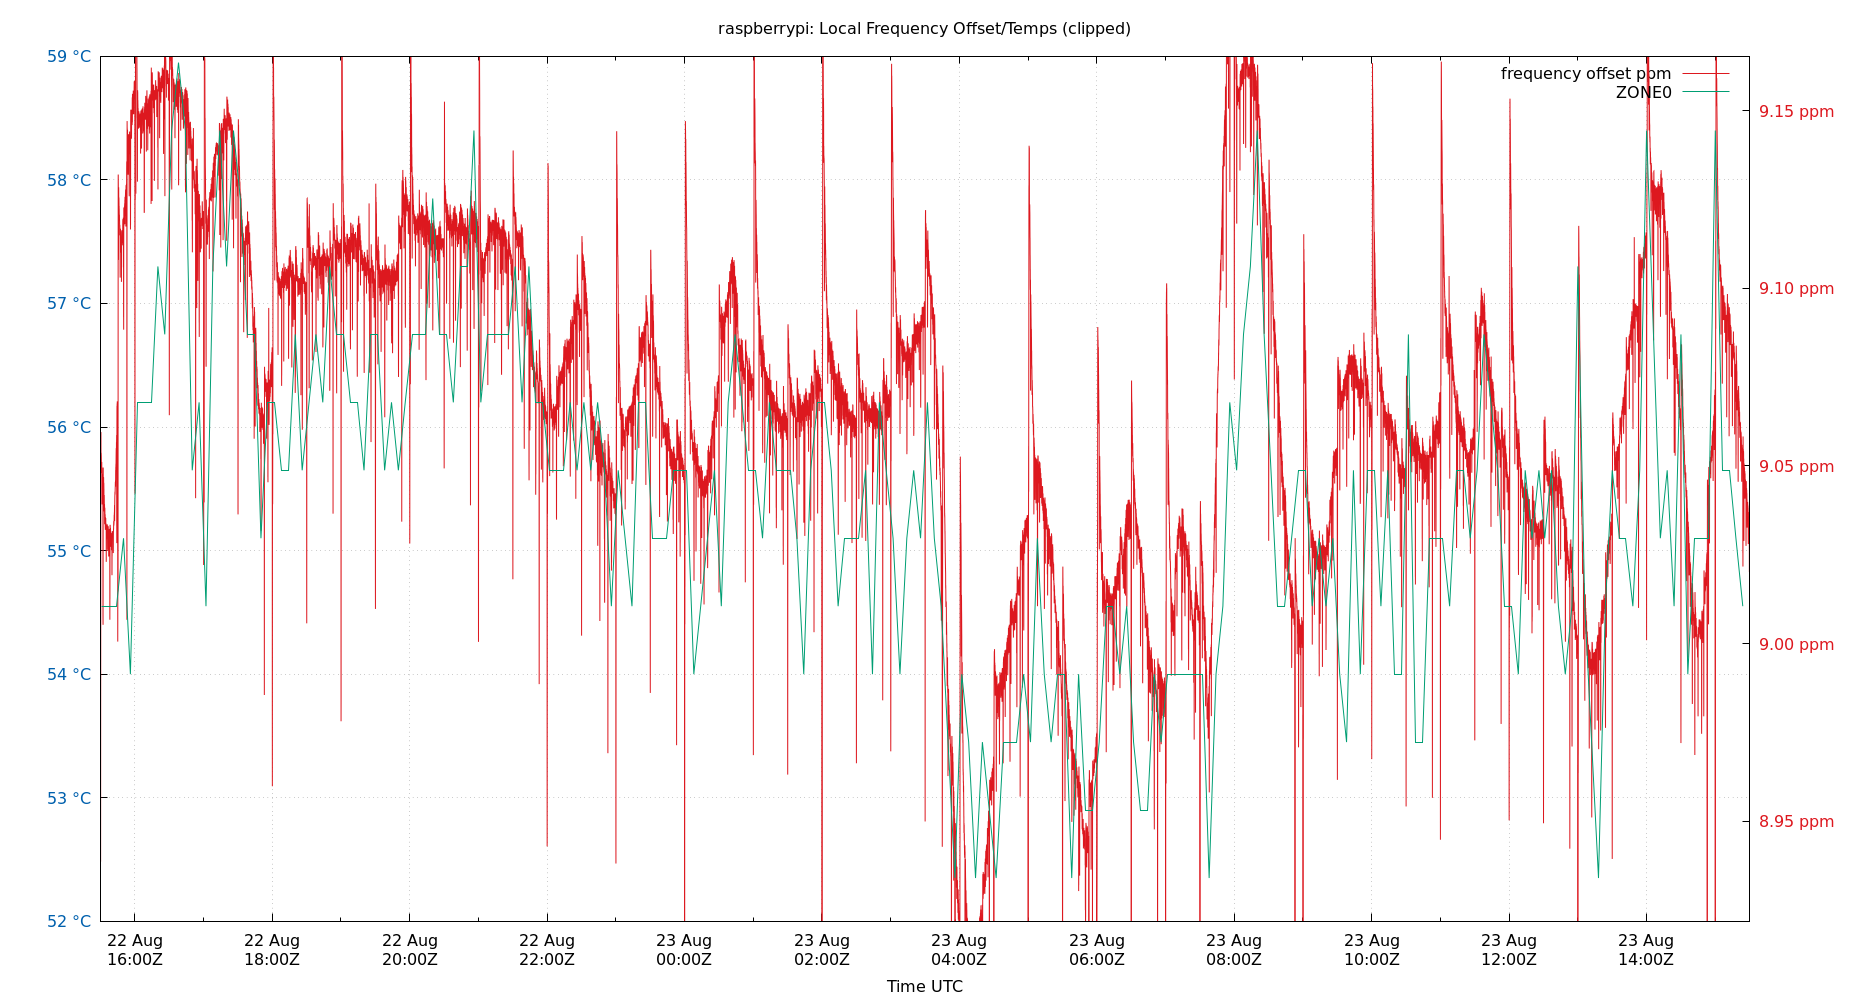 raspberrypi: Local Frequency Offset/Temps (clipped)
59 °C
58 °C
57 °C
56 °C
55 °C
54 °C
53 °C
52 °C
frequency offset ppm
ZONE0
9.15 ppm
9.10 ppm
9.05 ppm
9.00 ppm
8.95 ppm
22 Aug
16:00Z
22 Aug
18:00Z
22 Aug
20:00Z
22 Aug
22:00Z
23 Aug
00:00Z
23 Aug
02:00Z
23 Aug
04:00Z
23 Aug
06:00Z
23 Aug
08:00Z
23 Aug
10:00Z
23 Aug
12:00Z
23 Aug
14:00Z
Time UTC